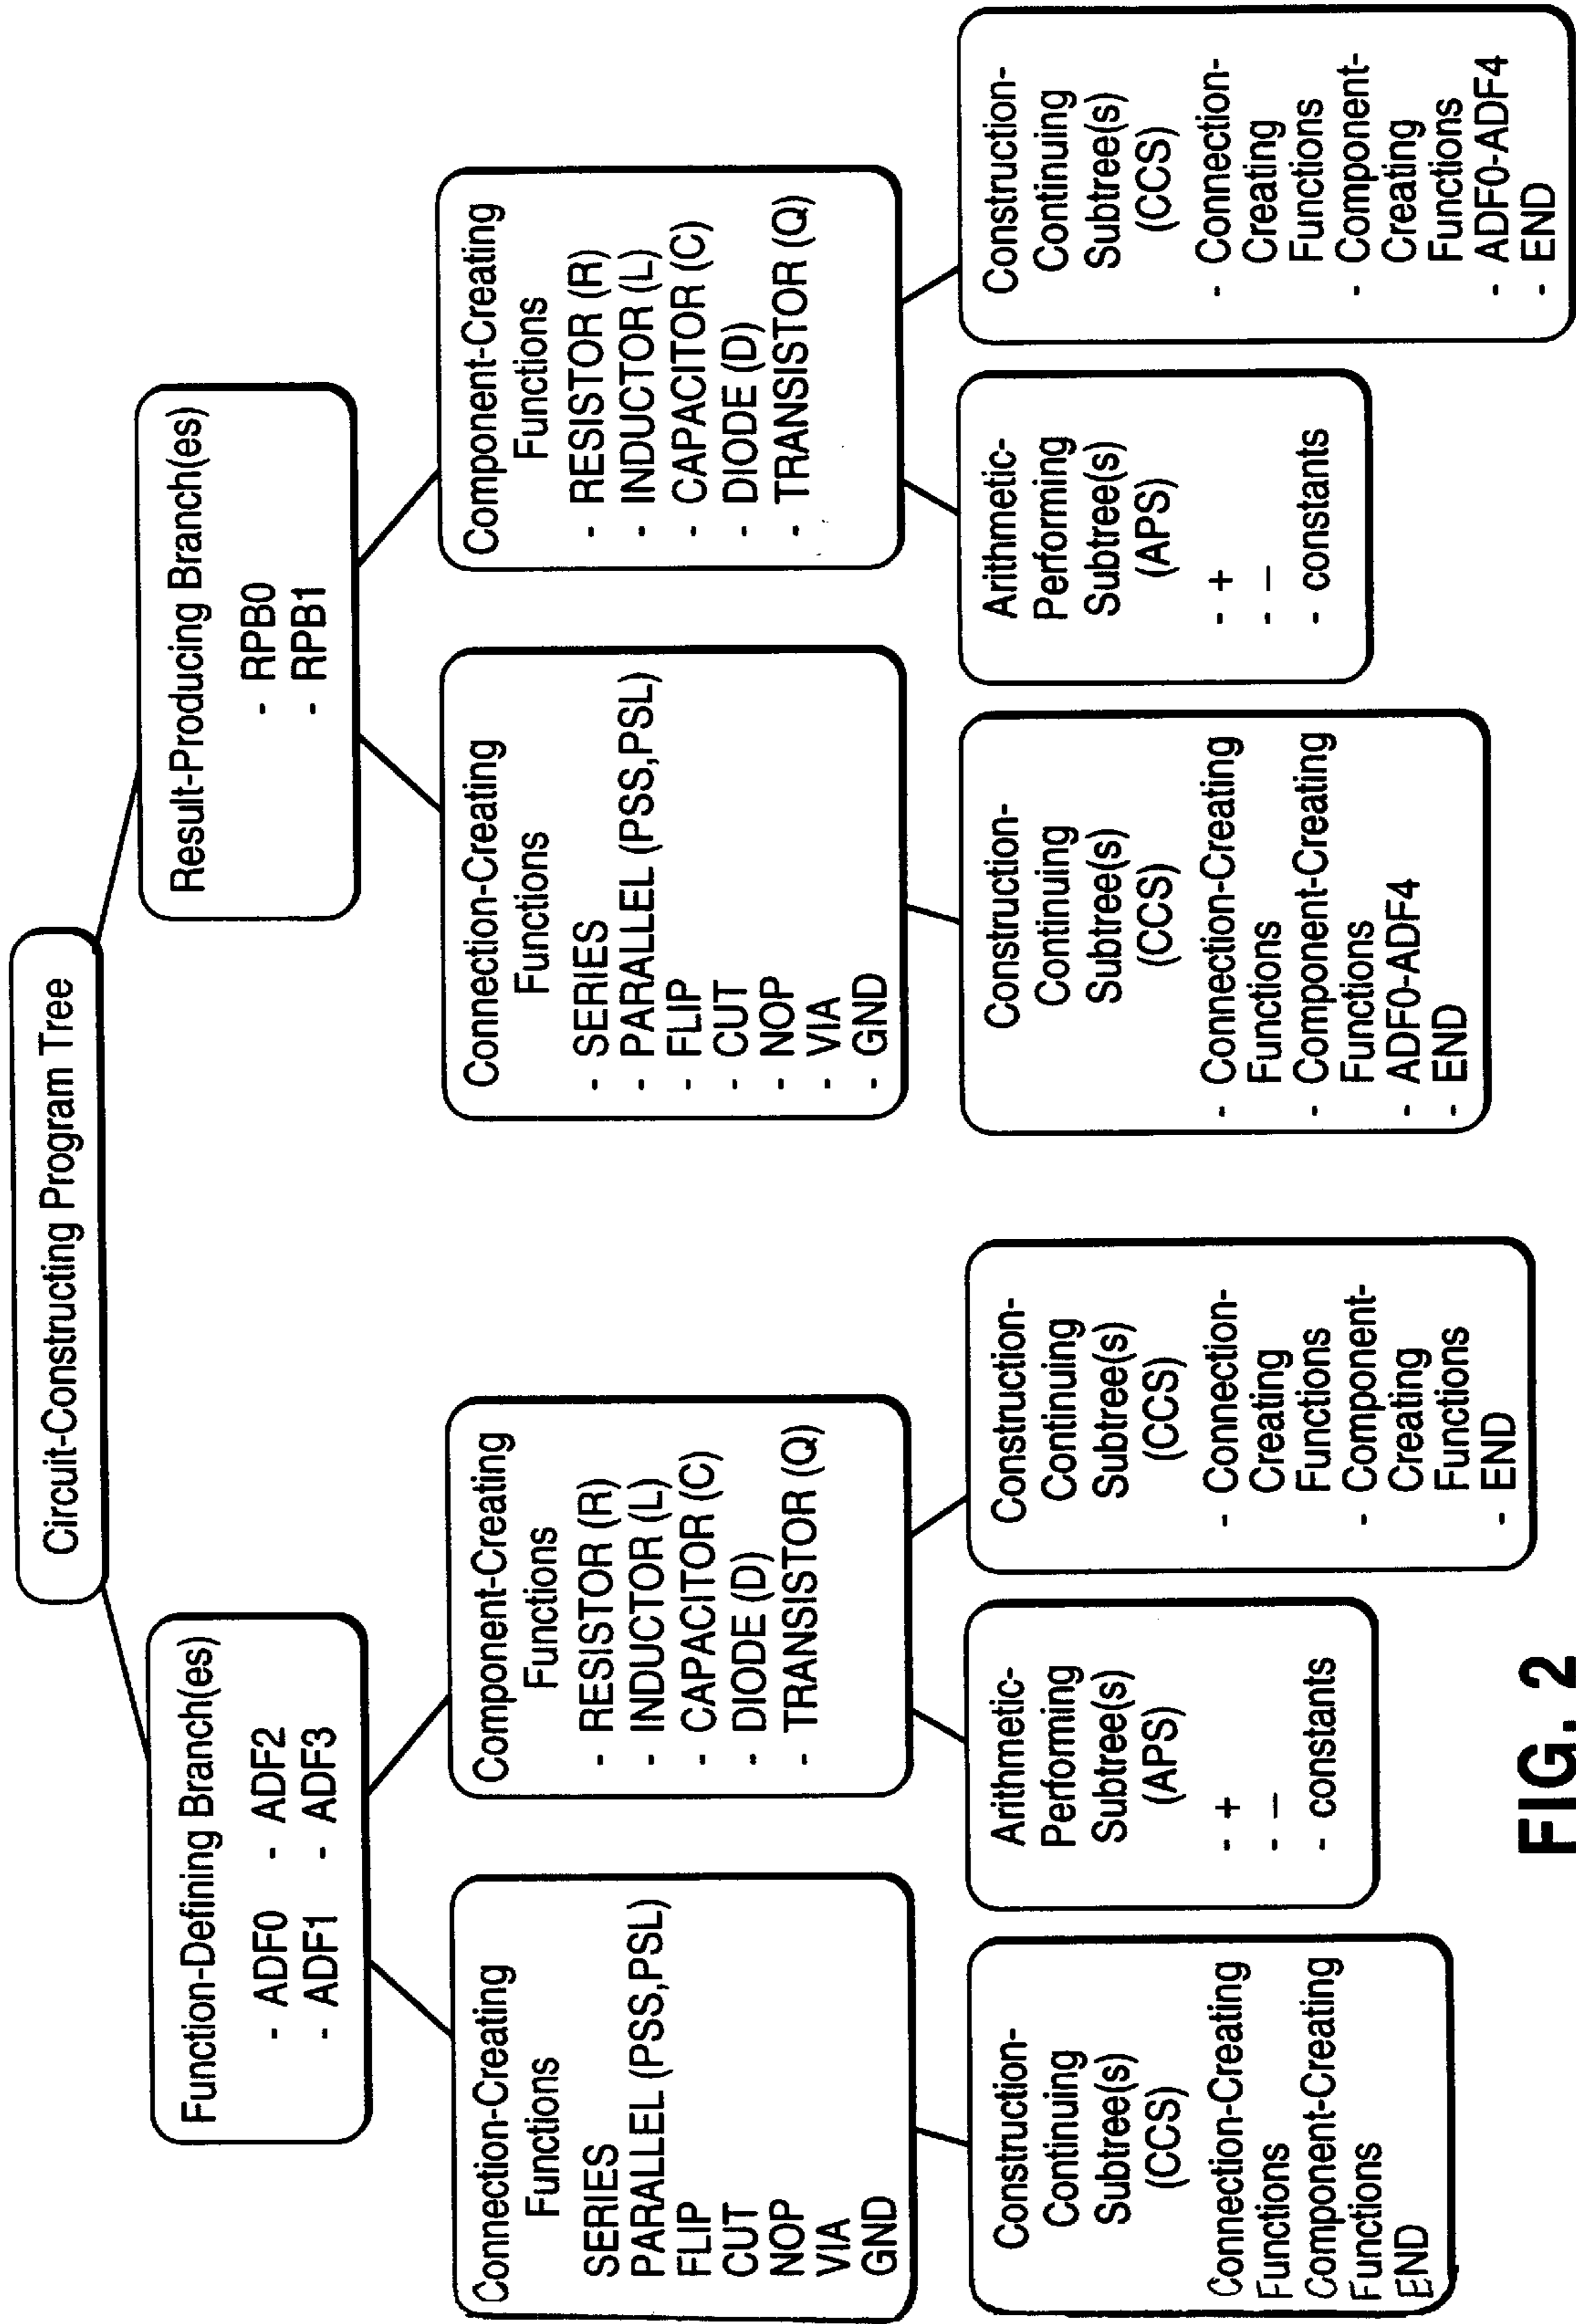 Circuit-Constructing Program Tree
Function-Defining Branch(es)
- ADF0 - ADF2
- ADF1 - ADF3
Result-Producing Branch(es)
- RPB0
- RPB1
Connection-Creating
Functions
SERIES
PARALLEL (PSS,PSL)
FLIP
CUT
NOP
VIA
GND
Component-Creating
Functions
- RESISTOR (R)
- INDUCTOR (L)
- CAPACITOR (C)
- DIODE (D)
- TRANSISTOR (Q)
Connection-Creating
Functions
- SERIES
- PARALLEL (PSS,PSL)
- FLIP
- CUT
- NOP
- VIA
- GND
Component-Creating
Functions
- RESISTOR (R)
- INDUCTOR (L)
- CAPACITOR (C)
- DIODE (D)
- TRANSISTOR (Q)
Construction-
Continuing
Subtree(s)
(CCS)
Connection-Creating
Functions
Component-Creating
Functions
END
Arithmetic-
Performing
Subtree(s)
(APS)
- +
- –
- constants
Construction-
Continuing
Subtree(s)
(CCS)
- Connection-
Creating
Functions
- Component-
Creating
Functions
- END
Construction-
Continuing
Subtree(s)
(CCS)
- Connection-Creating
Functions
- Component-Creating
Functions
- ADF0-ADF4
- END
Arithmetic-
Performing
Subtree(s)
(APS)
- +
- –
- constants
Construction-
Continuing
Subtree(s)
(CCS)
- Connection-
Creating
Functions
- Component-
Creating
Functions
- ADF0-ADF4
- END
FIG. 2